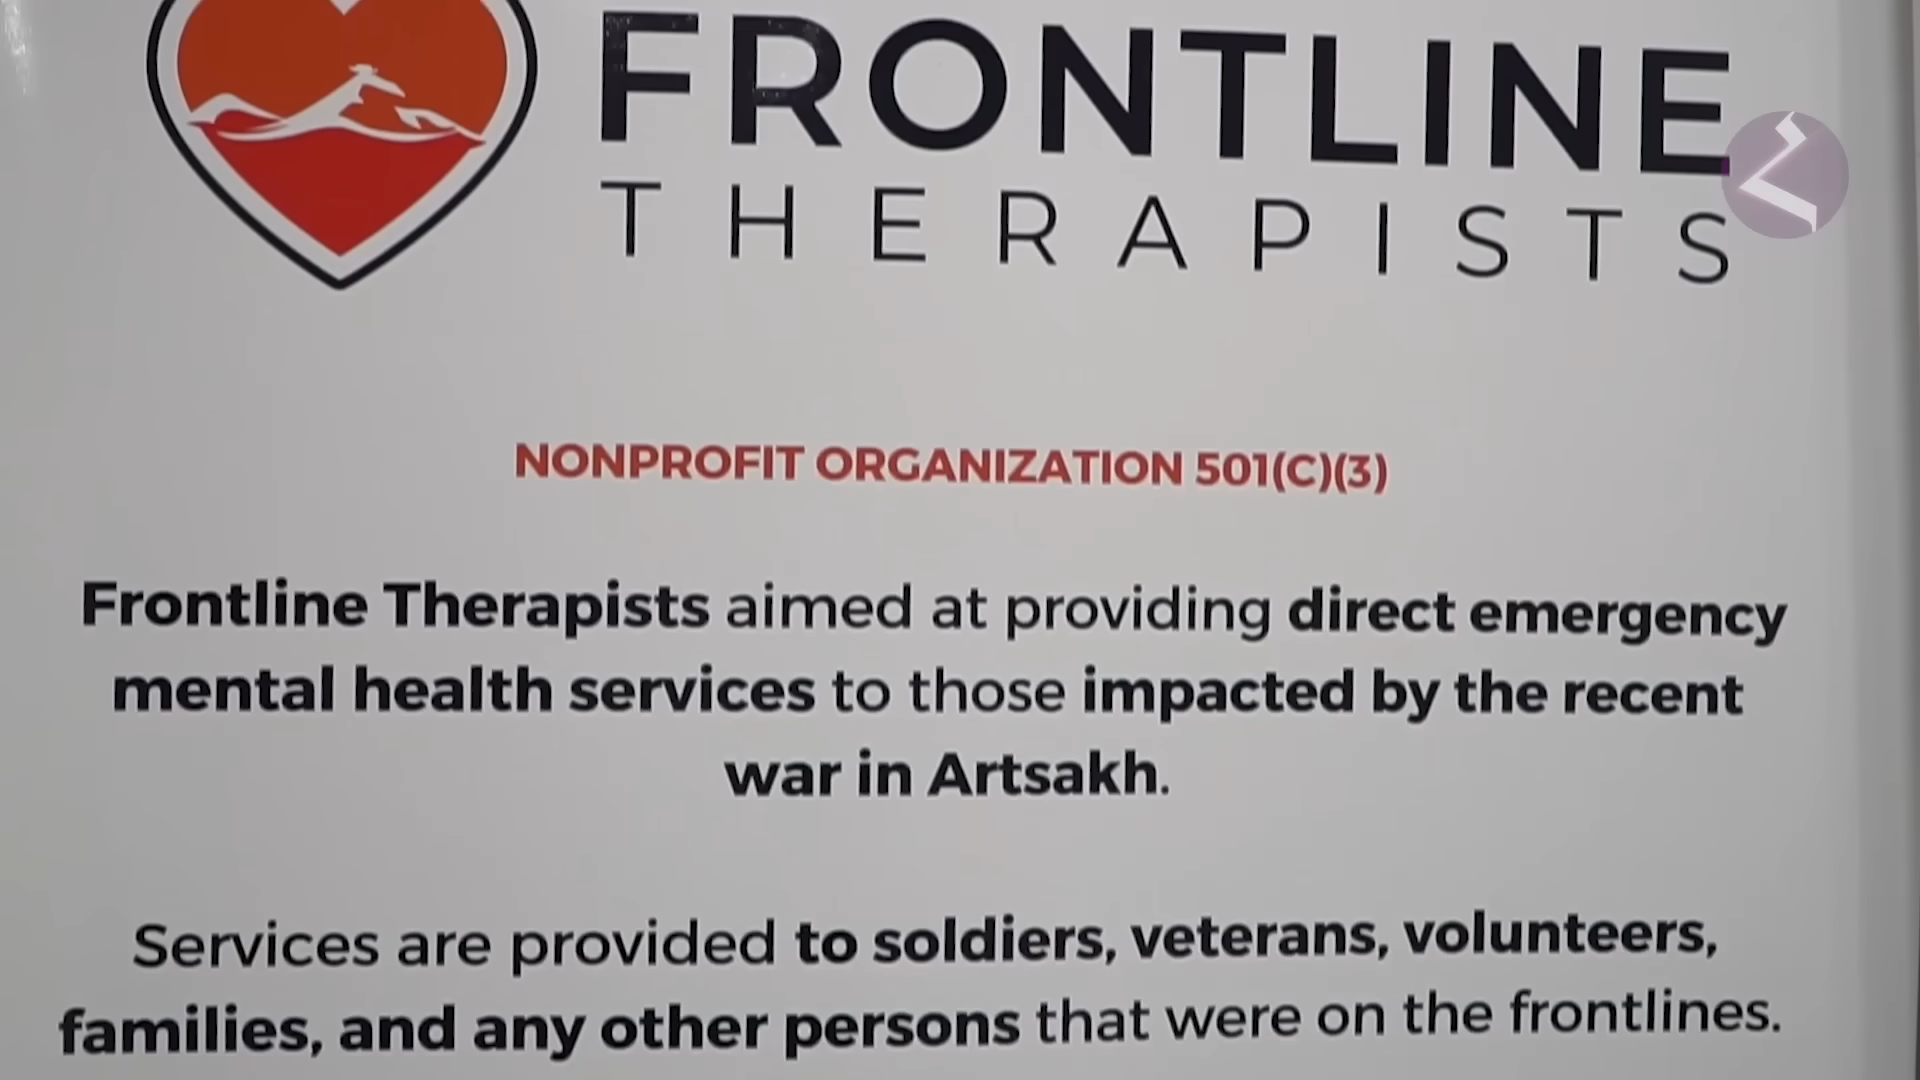 FRONTLINE
THERAPISTS
NONPROFIT ORGANIZATION 501(C)(3)
Frontline Therapists aimed at providing direct emergency
mental health services to those impacted by the recent
war in Artsakh.
Services are provided to soldiers, veterans, volunteers,
families, and any other persons that were on the frontlines.